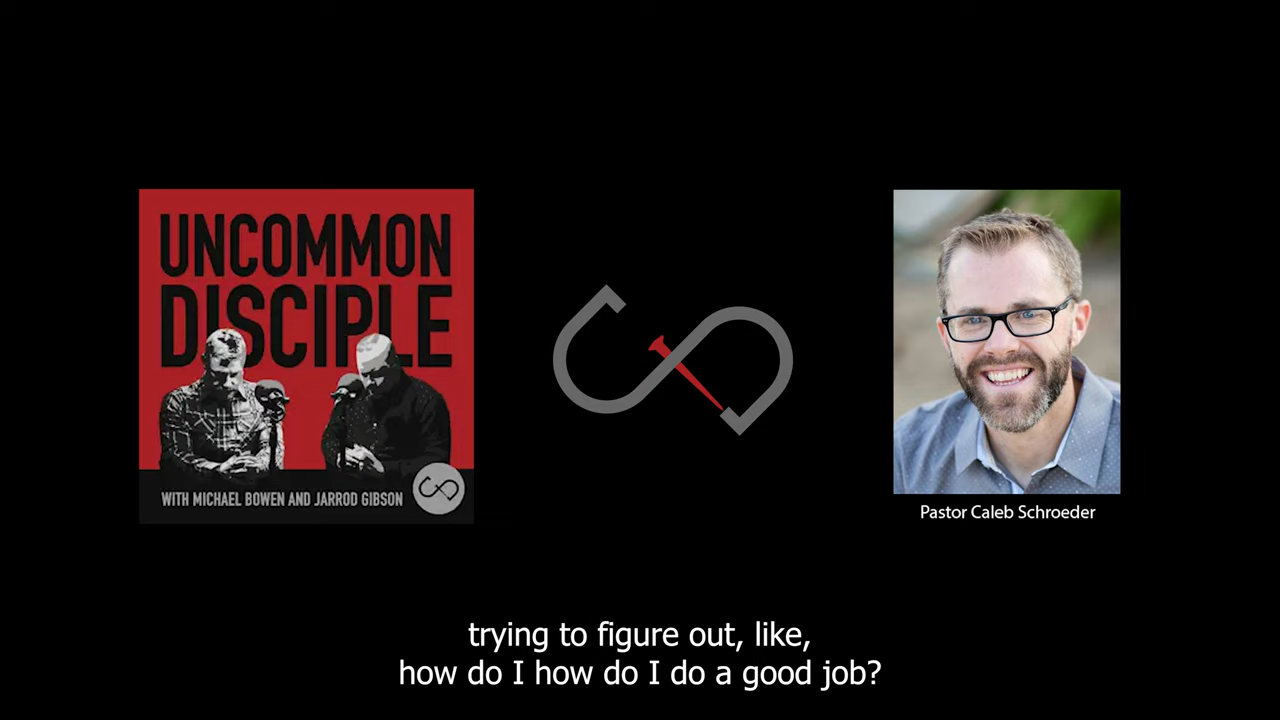 UNCOMMON
DISCIPLE
WITH MICHAEL BOWEN AND JARROD GIBSON
Pastor Caleb Schroeder
trying to figure out, like,
how do I how do I do a good job?